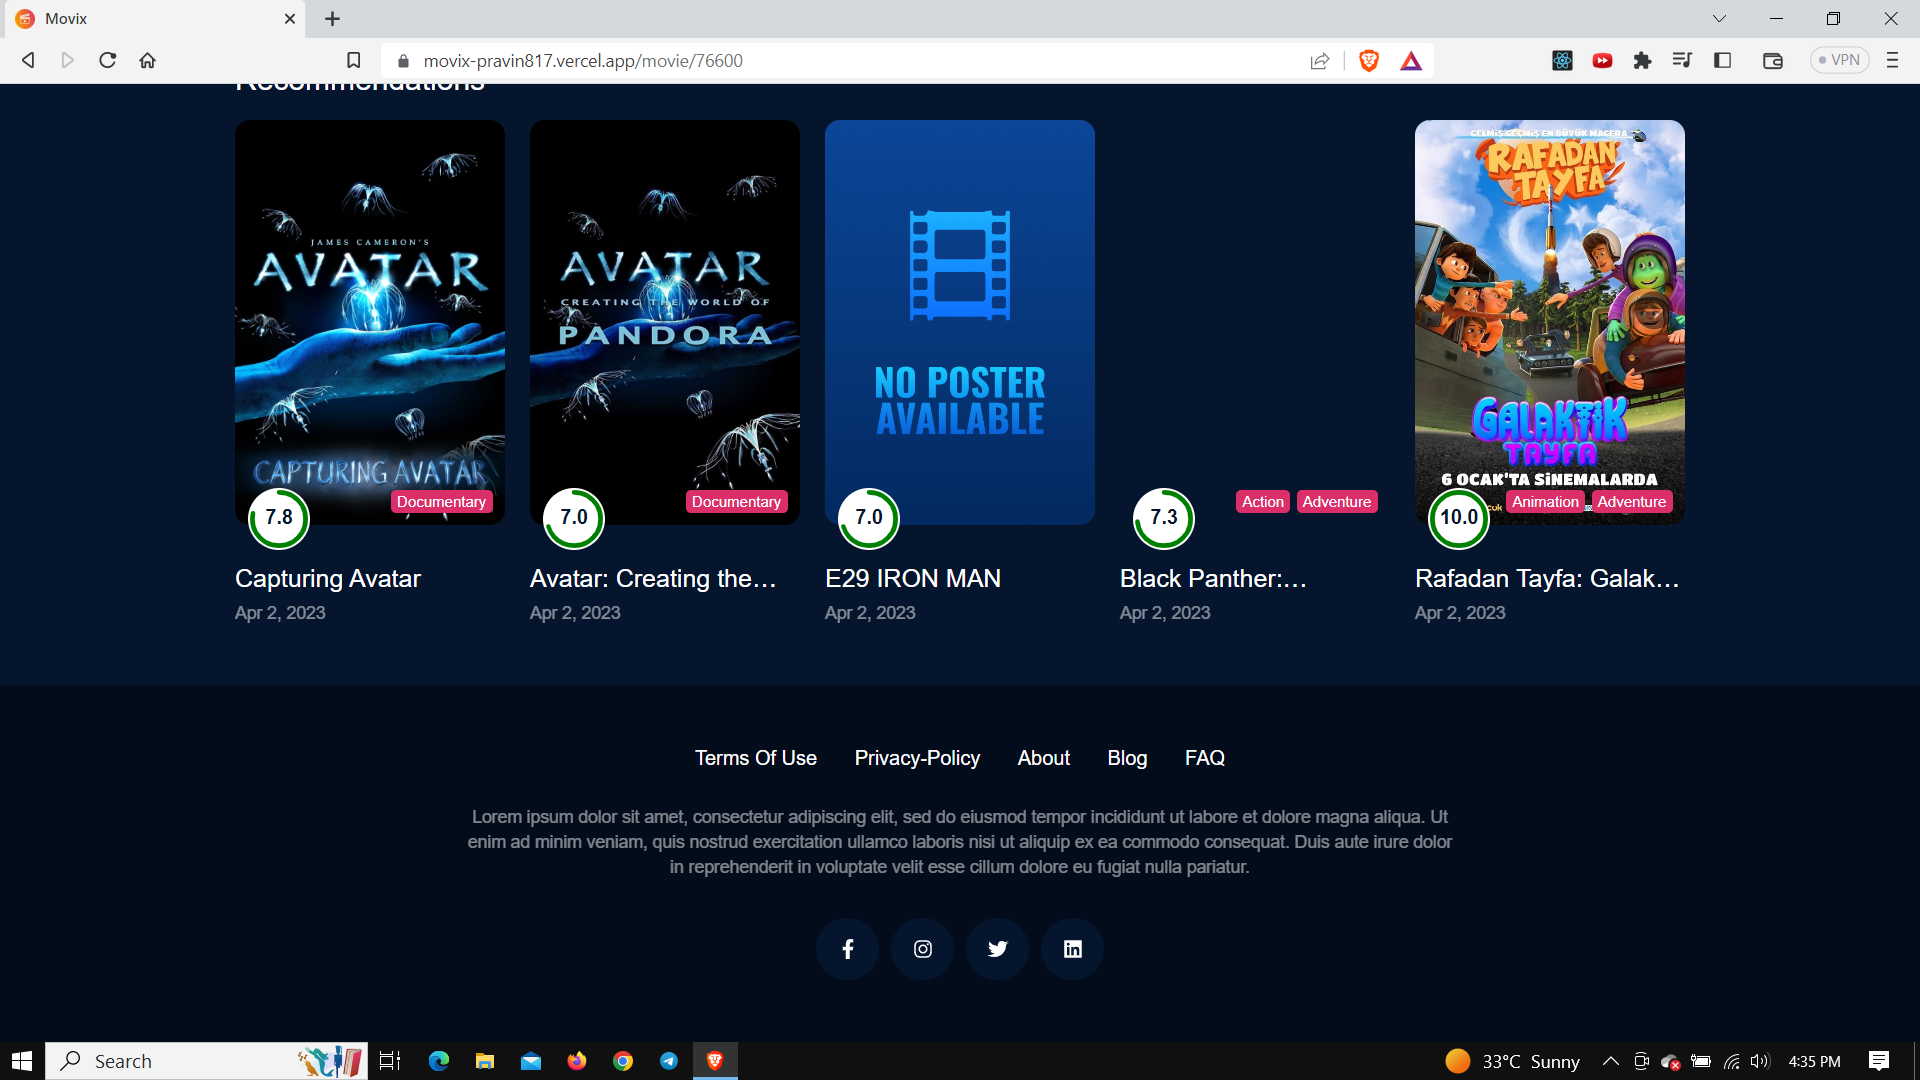 Movix
movix-pravin817.vercel.app/movie/76600
VPN
Recommendations
JAMES CAMERON'S
AVATAR
CAPTURING AVATAR
7.8
Documentary
Capturing Avatar
Apr 2, 2023
AVATAR
CREATING THE WORLD OF
PANDORA
7.0
Documentary
Avatar: Creating the...
Apr 2, 2023
NO POSTER
AVAILABLE
7.0
E29 IRON MAN
Apr 2, 2023
7.3
Action
Adventure
Black Panther:...
Apr 2, 2023
GELMİŞ GEÇMİŞ EN BÜYÜK MACERA
RAFADAN
TAYFA
GALAKTİK
TAYFA
6 OCAK'TA SİNEMALARDA
10.0
Animation
Adventure
Rafadan Tayfa: Galak...
Apr 2, 2023
Terms Of Use Privacy-Policy About Blog FAQ
Lorem ipsum dolor sit amet, consectetur adipiscing elit, sed do eiusmod tempor incididunt ut labore et dolore magna aliqua. Ut
enim ad minim veniam, quis nostrud exercitation ullamco laboris nisi ut aliquip ex ea commodo consequat. Duis aute irure dolor
in reprehenderit in voluptate velit esse cillum dolore eu fugiat nulla pariatur.
Search
33°C Sunny
4:35 PM